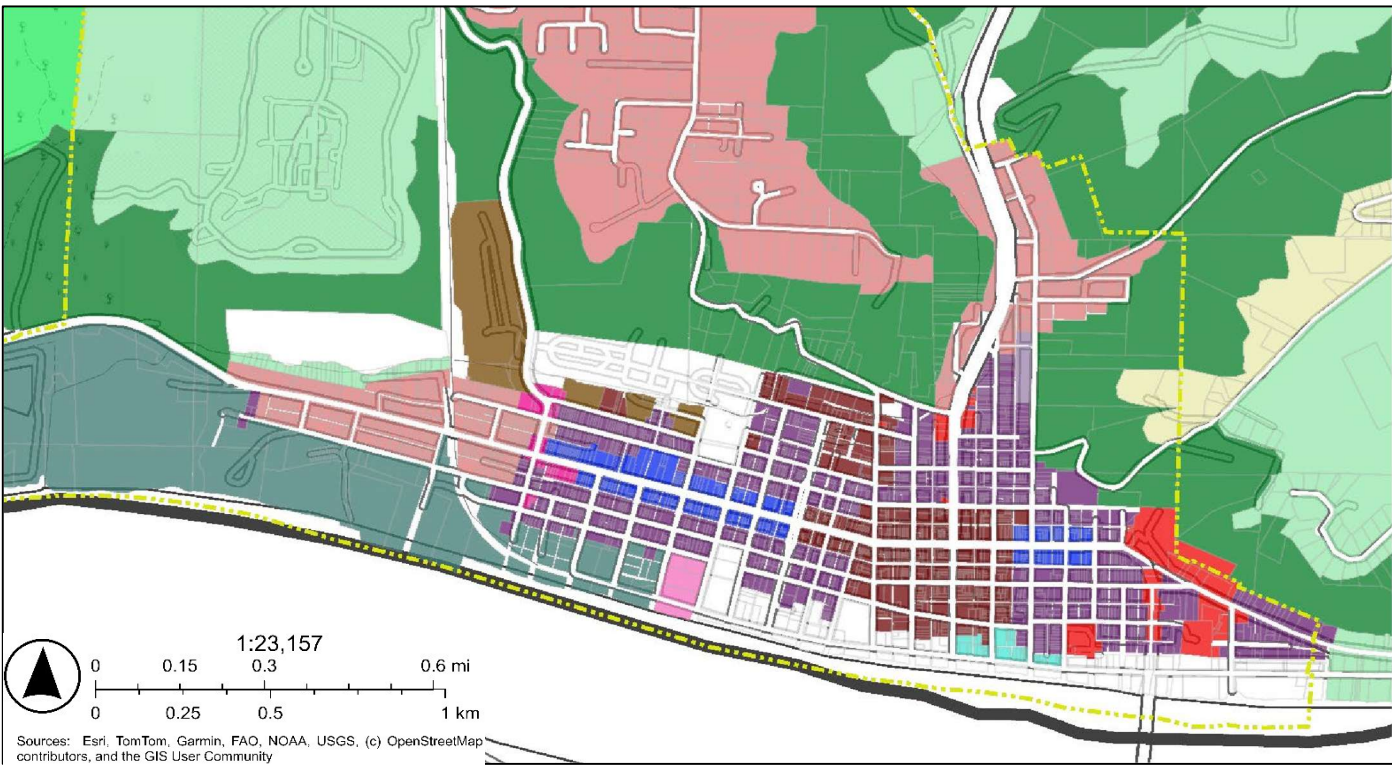 1:23,157
0 0.15 0.3 0.6 mi
0 0.25 0.5 1 km
Sources: Esri, TomTom, Garmin, FAO, NOAA, USGS, (c) OpenStreetMap
contributors, and the GIS User Community